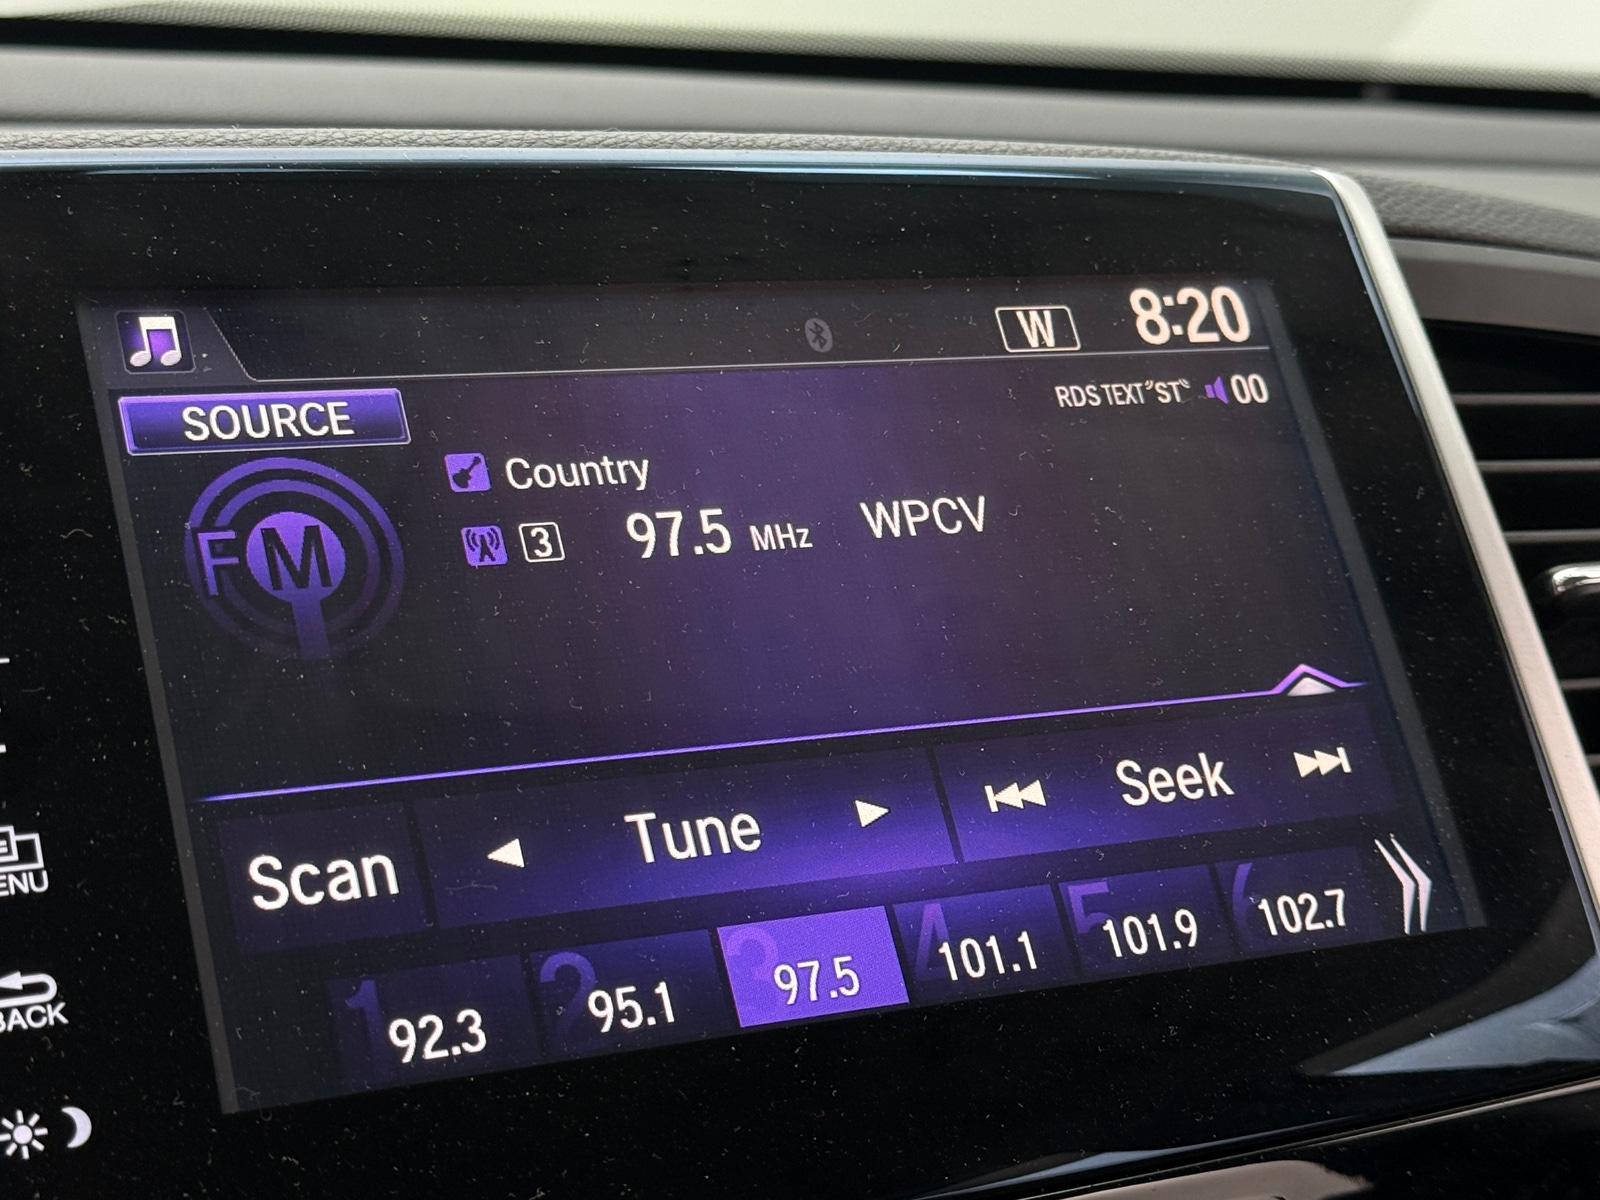 W 8:20
RDS TEXT "ST" 00
SOURCE
Country
FM
3 97.5 MHz WPCV
Scan Tune Seek
1 92.3 2 95.1 3 97.5 4 101.1 5 101.9 6 102.7
ENU
BACK